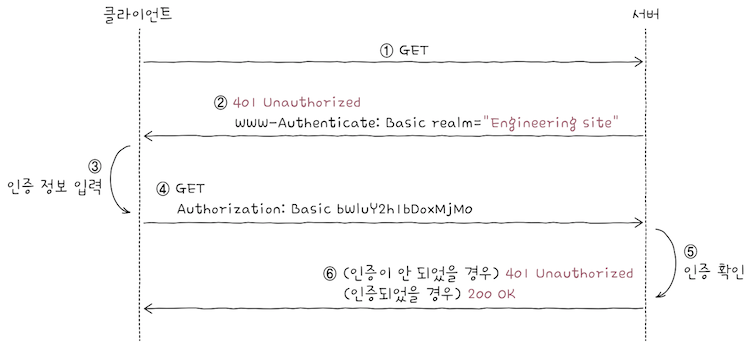 클라이언트
서버
① GET
② 401 Unauthorized
WWW-Authenticate: Basic realm="Engineering site"
③
인증 정보 입력
④ GET
Authorization: Basic bWluY2hlbDoxMjM0
⑤
인증 확인
⑥ (인증이 안 되었을 경우) 401 Unauthorized
(인증되었을 경우) 200 OK